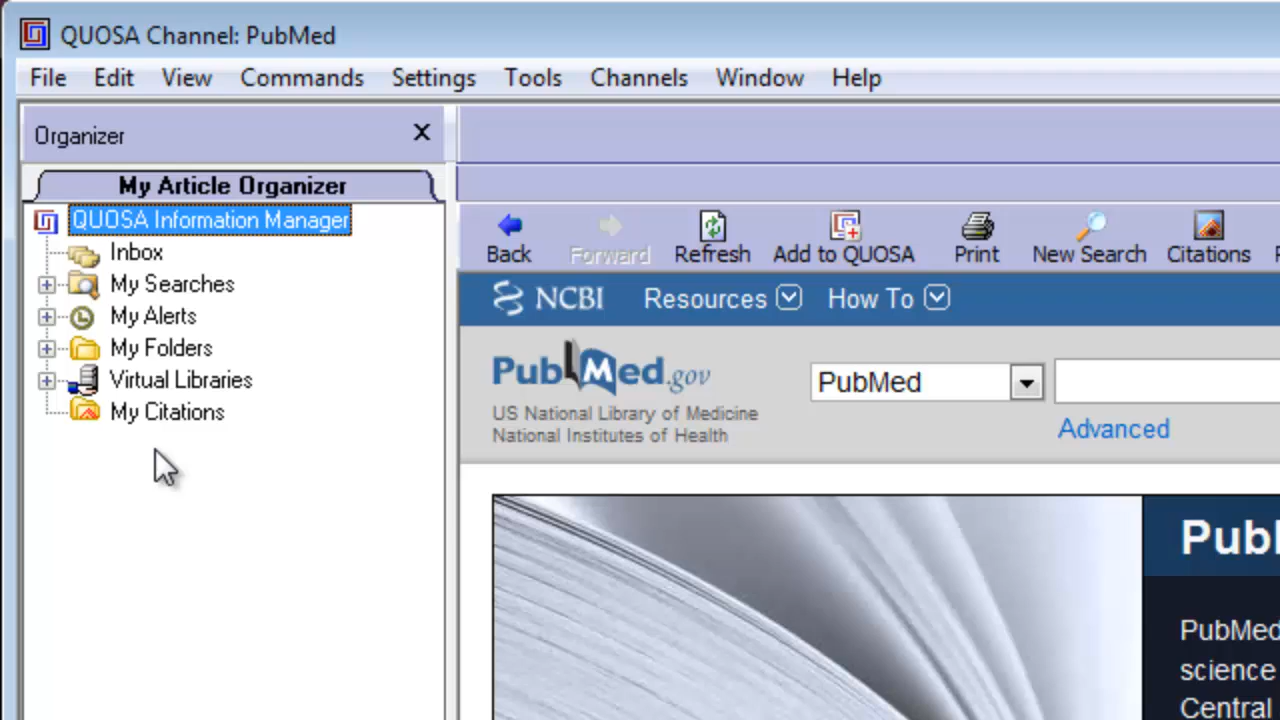 QUOSA Channel: PubMed
File Edit View Commands Settings Tools Channels Window Help
Organizer X
My Article Organizer
QUOSA Information Manager
Inbox
My Searches
My Alerts
My Folders
Virtual Libraries
My Citations
Back Forward Refresh Add to QUOSA Print New Search Citations
NCBI Resources How To
PubMed.gov
US National Library of Medicine
National Institutes of Health
PubMed
Advanced
PubMed
science
Central